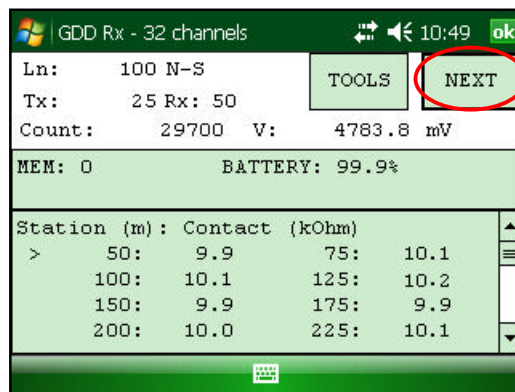 GDD Rx - 32 channels 10:49 ok
Ln: 100 N-S
TOOLS NEXT
Tx: 25 Rx: 50
Count: 29700 V: 4783.8 mV
MEM: 0 BATTERY: 99.9%
Station (m): Contact (kOhm)
> 50: 9.9 75: 10.1
100: 10.1 125: 10.2
150: 9.9 175: 9.9
200: 10.0 225: 10.1